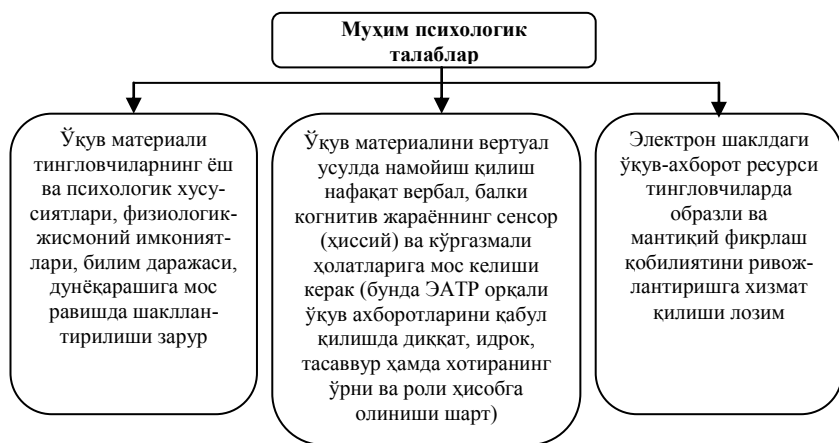 Муҳим психологик
талаблар
Ўқув материали
тингловчиларнинг ёш
ва психологик хусу-
сиятлари, физиологик-
жисмоний имконият-
лари, билим даражаси,
дунёқарашига мос
равишда шакллан-
тирилиши зарур
Ўқув материалини вертуал
усулда намойиш қилиш
нафақат вербал, балки
когнитив жараённинг сенсор
(ҳиссий) ва кўргазмали
ҳолатларига мос келиши
керак (бунда ЭАТР орқали
ўқув ахборотларини қабул
қилишда диққат, идрок,
тасаввур ҳамда хотиранинг
ўрни ва роли ҳисобга
олиниши шарт)
Электрон шаклдаги
ўқув-ахборот ресурси
тингловчиларда
образли ва
мантиқий фикрлаш
қобилиятини ривож-
лантиришга хизмат
қилиши лозим